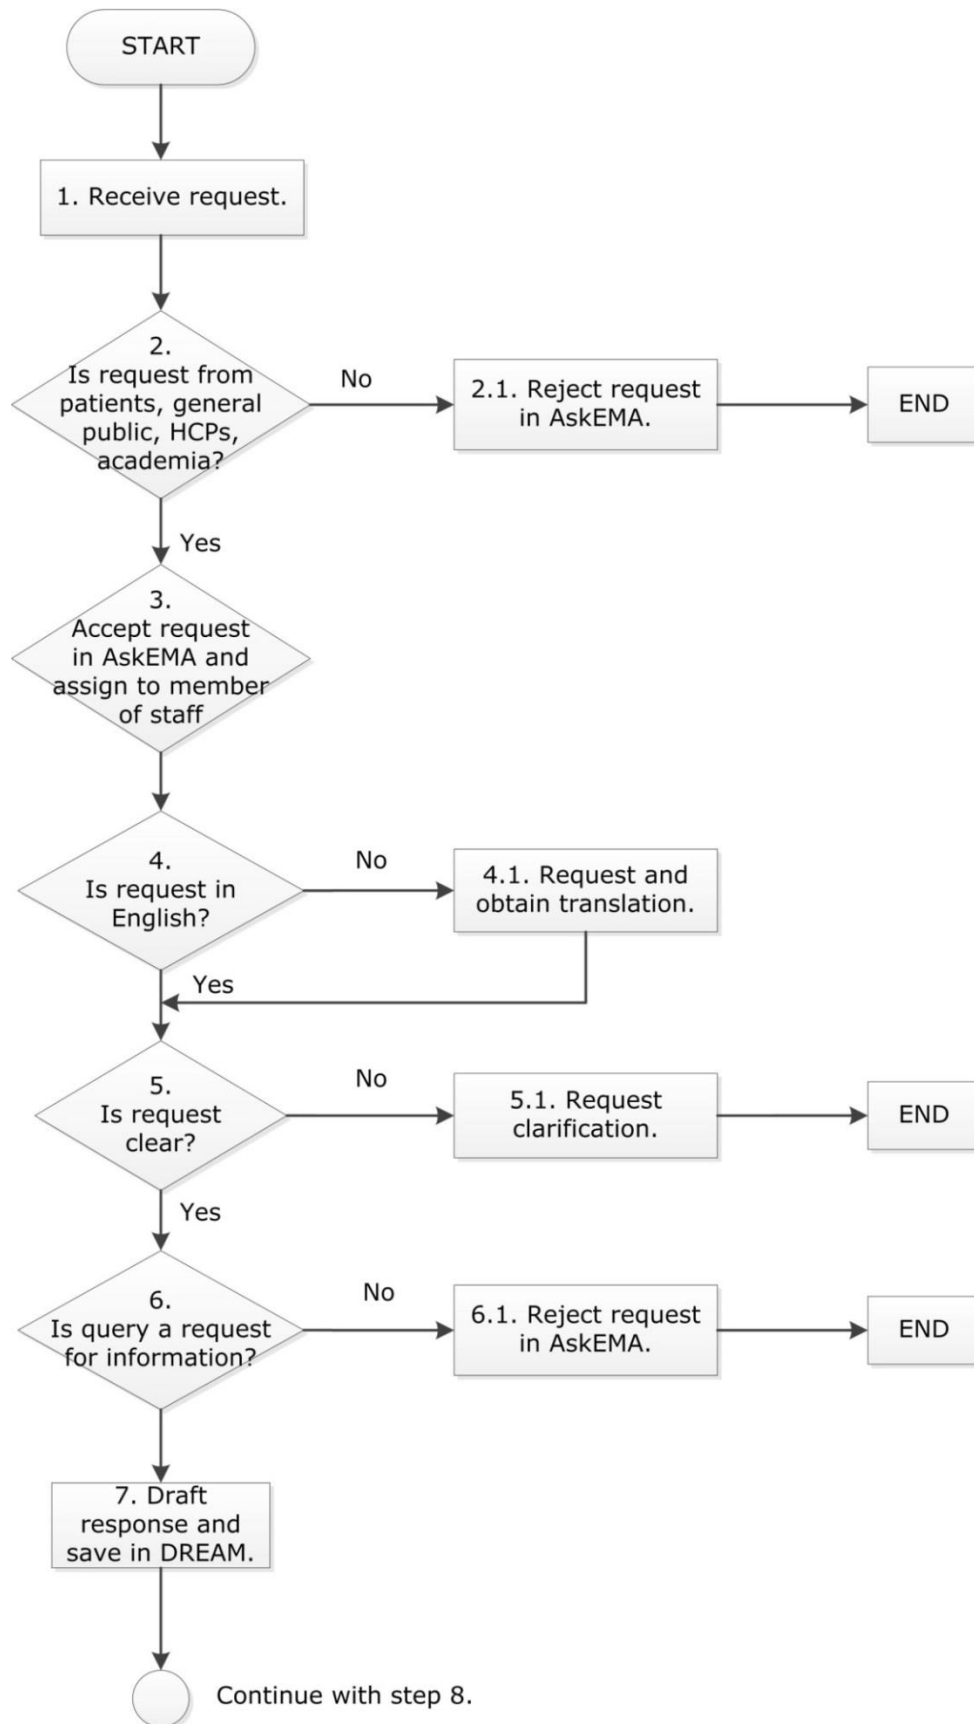 START
1. Receive request.
2.
Is request from
patients, general
public, HCPs,
academia?
No
2.1. Reject request
in AskEMA.
END
Yes
3.
Accept request
in AskEMA and
assign to member
of staff
4.
Is request in
English?
No
4.1. Request and
obtain translation.
Yes
5.
Is request
clear?
No
5.1. Request
clarification.
END
Yes
6.
Is query a request
for information?
No
6.1. Reject request
in AskEMA.
END
7. Draft
response and
save in DREAM.
Continue with step 8.